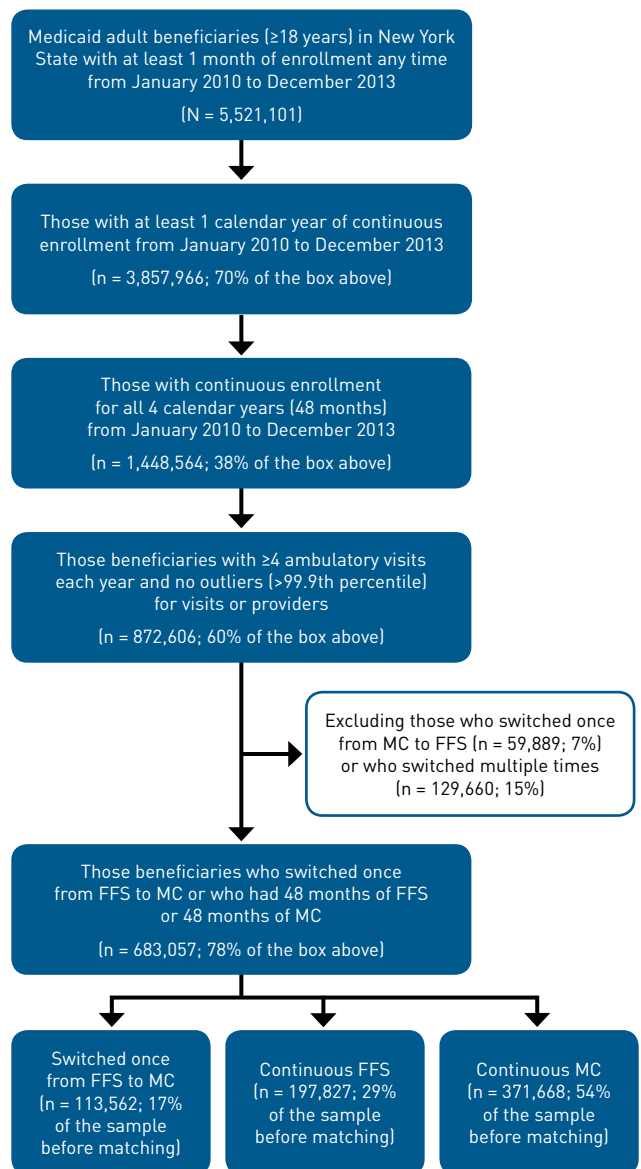 Medicaid adult beneficiaries (≥18 years) in New York
State with at least 1 month of enrollment any time
from January 2010 to December 2013
(N = 5,521,101)
Those with at least 1 calendar year of continuous
enrollment from January 2010 to December 2013
(n = 3,857,966; 70% of the box above)
Those with continuous enrollment
for all 4 calendar years (48 months)
from January 2010 to December 2013
(n = 1,448,564; 38% of the box above)
Those beneficiaries with ≥4 ambulatory visits
each year and no outliers (>99.9th percentile)
for visits or providers
(n = 872,606; 60% of the box above)
Excluding those who switched once
from MC to FFS (n = 59,889; 7%)
or who switched multiple times
(n = 129,660; 15%)
Those beneficiaries who switched once
from FFS to MC or who had 48 months of FFS
or 48 months of MC
(n = 683,057; 78% of the box above)
Switched once
from FFS to MC
(n = 113,562; 17%
of the sample
before matching)
Continuous FFS
(n = 197,827; 29%
of the sample
before matching)
Continuous MC
(n = 371,668; 54%
of the sample
before matching)